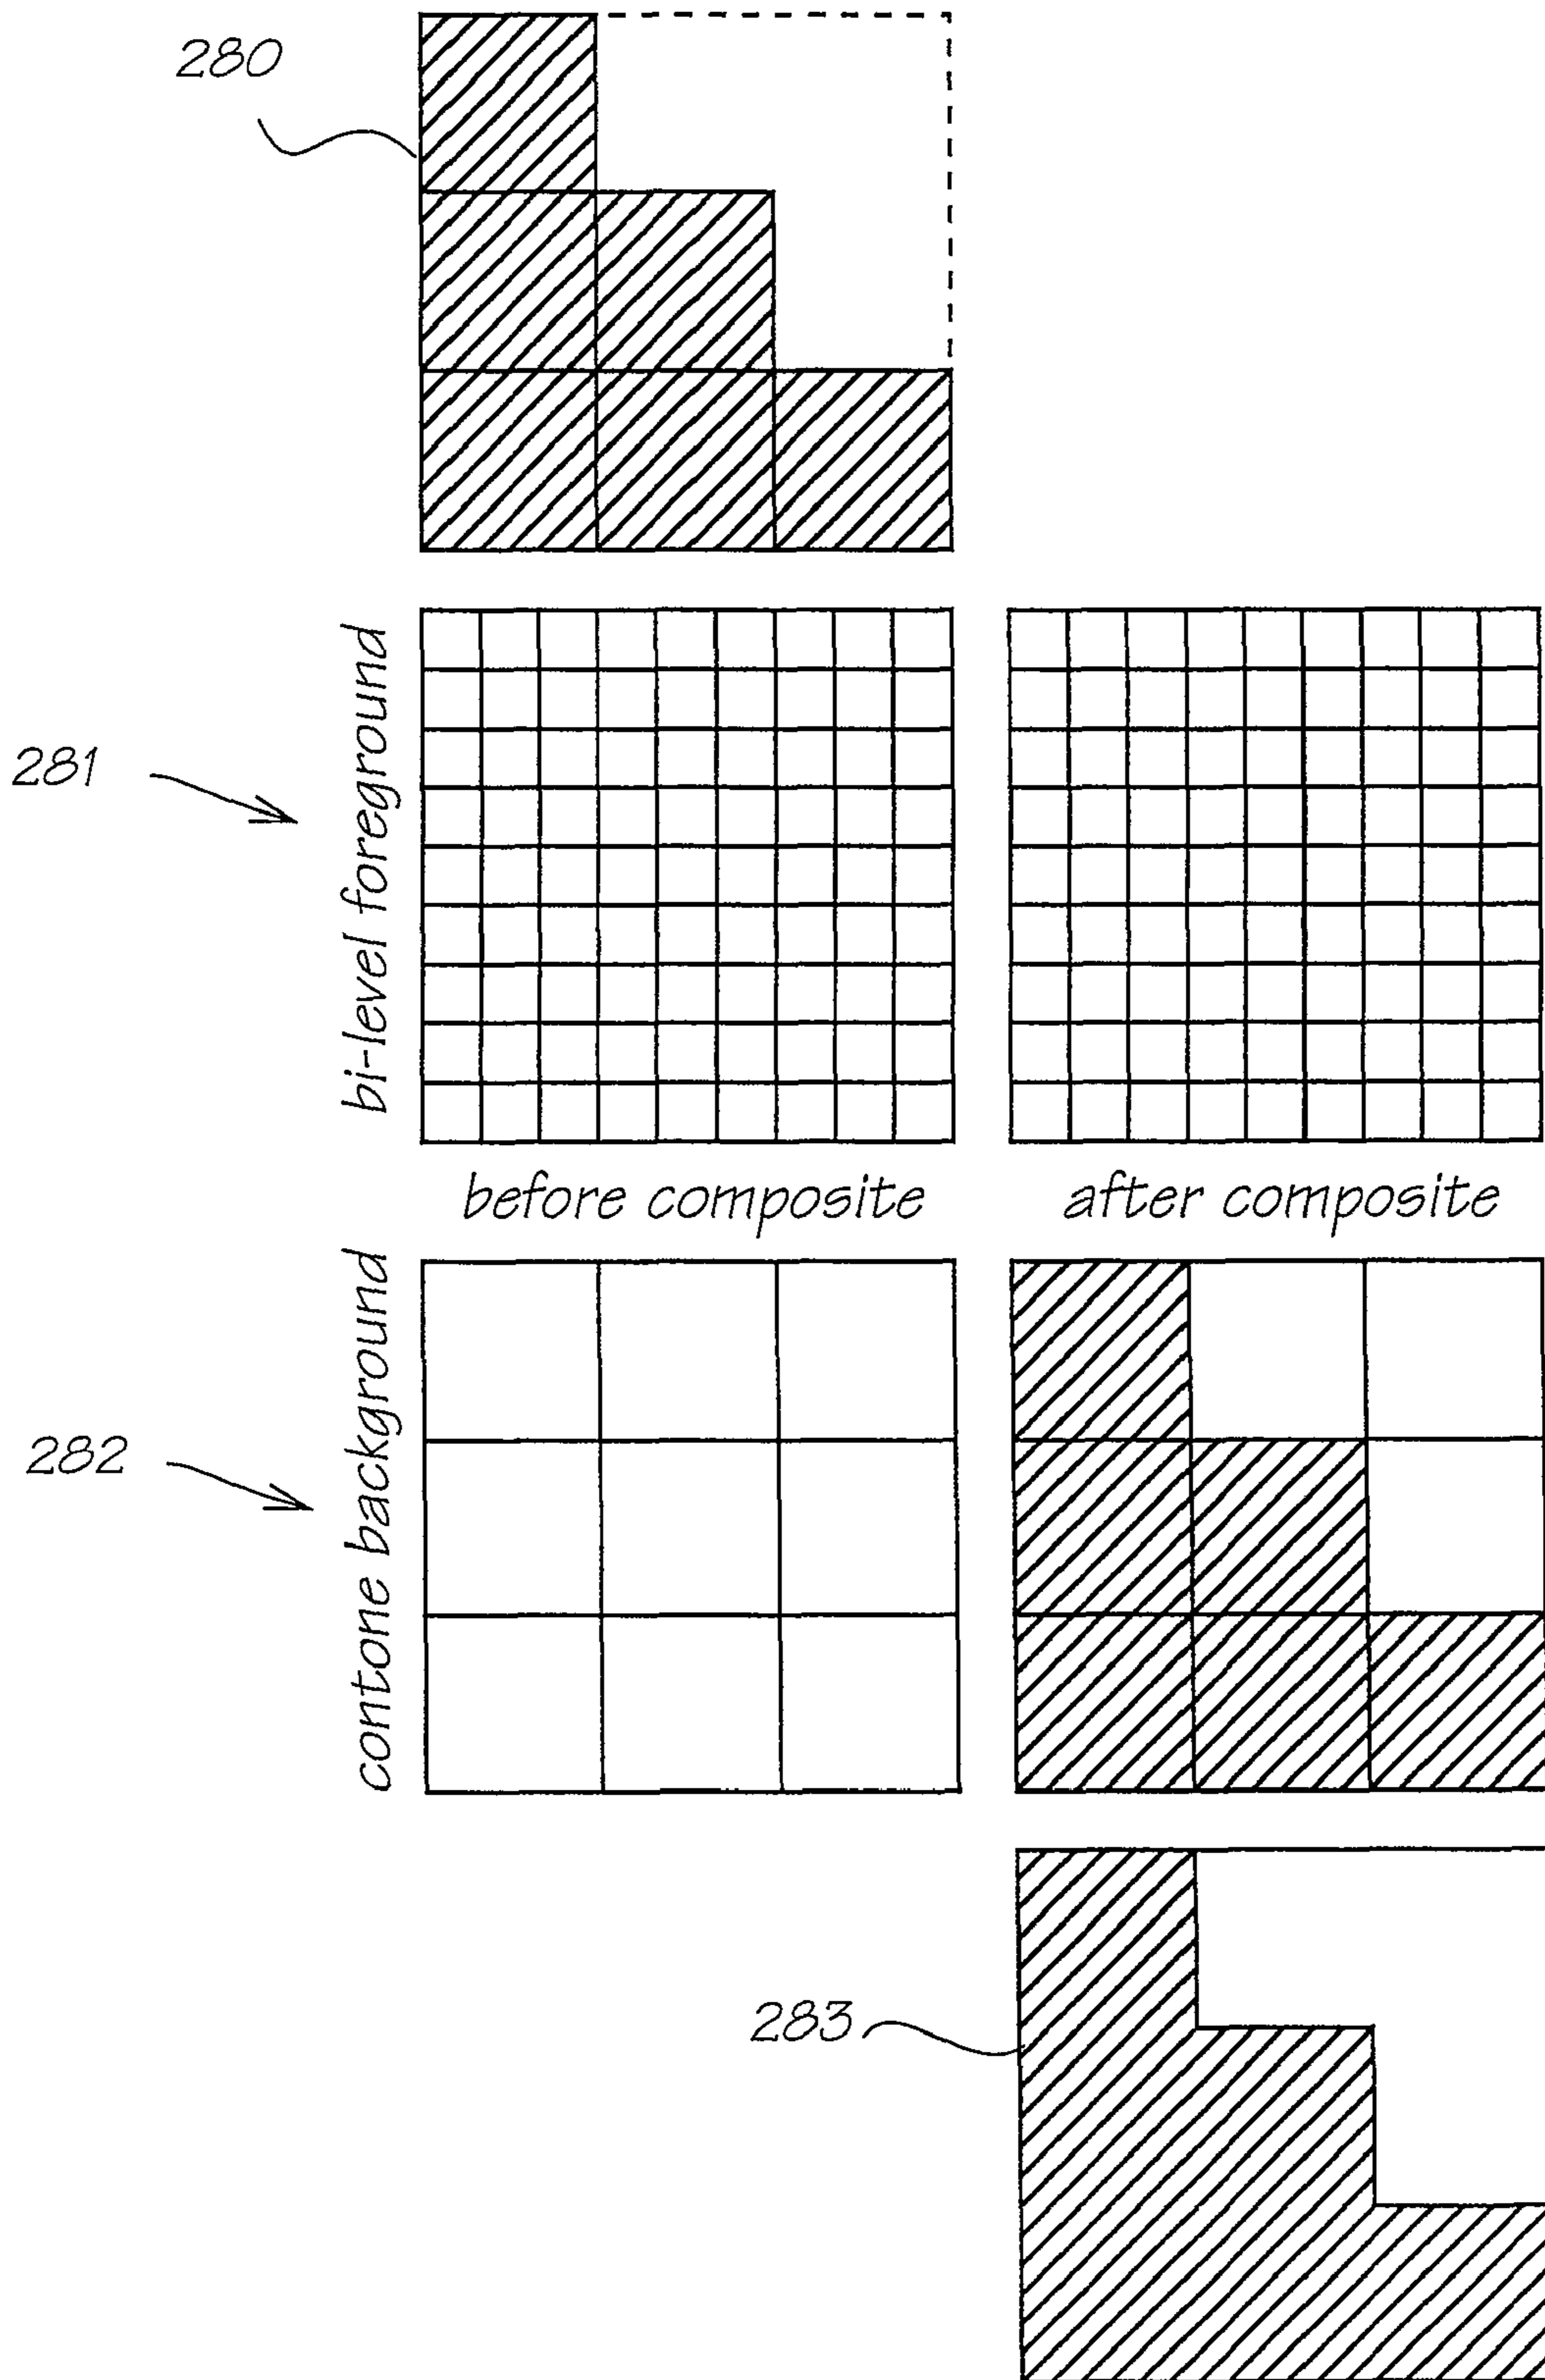 280
281
bi-level foreground
before composite
after composite
282
contone background
283